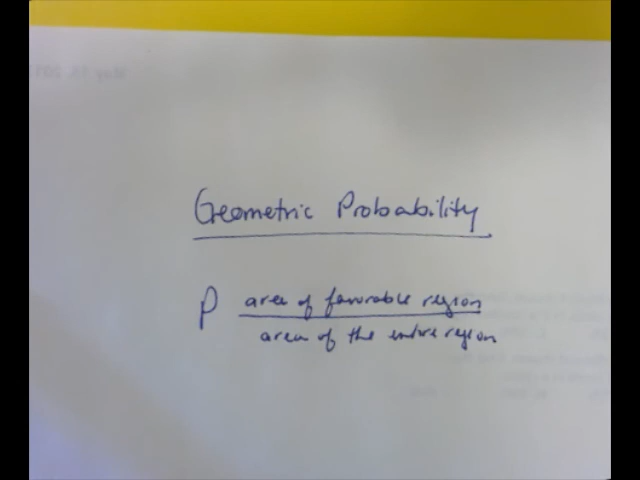 Geometric Probability
P area of favorable region
area of the entire region